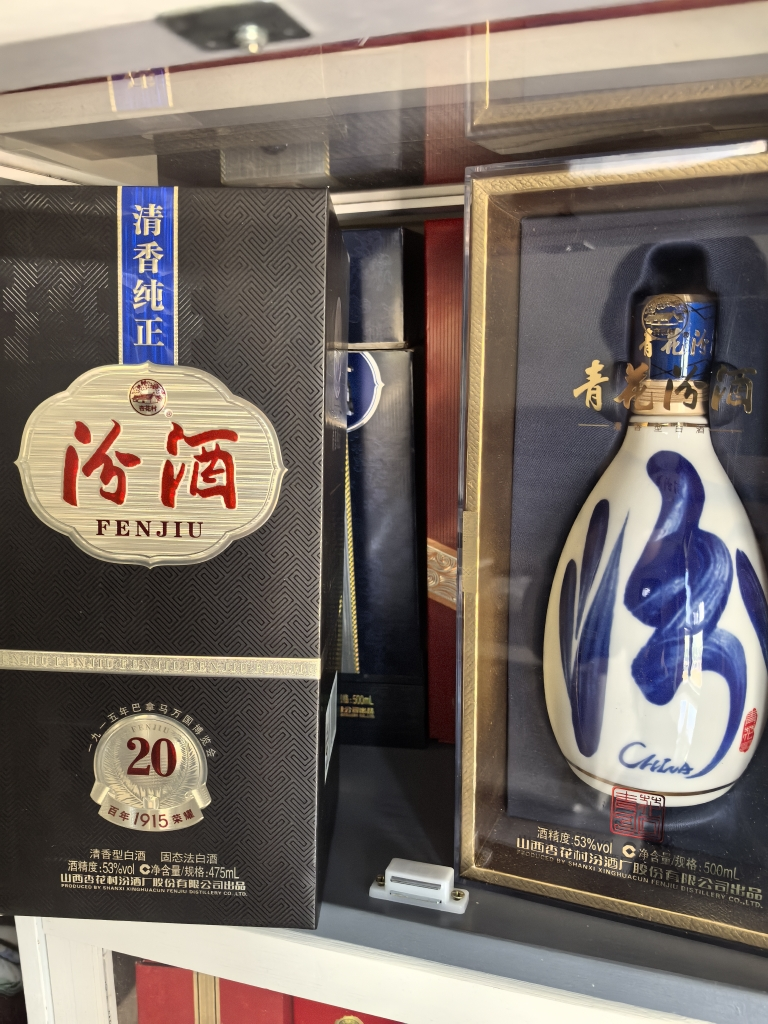 清香纯正
杏花村
®
汾酒
FENJIU
一九一五年巴拿马万国博览会
FENJIU
20
百年1915荣耀
清香型白酒 固态法白酒
酒精度:53%vol 净含量/规格:475mL
山西杏花村汾酒厂股份有限公司出品
PRODUCED BY SHANXI XINGHUACUN FENJIU DISTILLERY CO.,LTD.
500mL
青花汾
青花汾酒
汾
CHINA
酒精度:53%vol 净含量/规格:500mL
山西杏花村汾酒厂股份有限公司出品
PRODUCED BY SHANXI XINGHUACUN FENJIU DISTILLERY CO.,LTD.